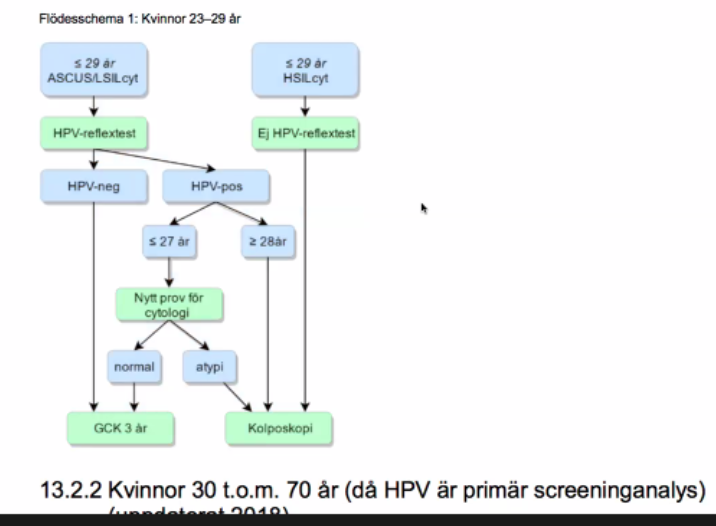 Flödesschema 1: Kvinnor 23–29 år
≤ 29 år
ASCUS/LSILcyt
≤ 29 år
HSILcyt
HPV-reflextest
Ej HPV-reflextest
HPV-neg
HPV-pos
≤ 27 år
≥ 28år
Nytt prov för
cytologi
normal
atypi
GCK 3 år
Kolposkopi
13.2.2 Kvinnor 30 t.o.m. 70 år (då HPV är primär screeninganalys)
(uppdaterat 2018)